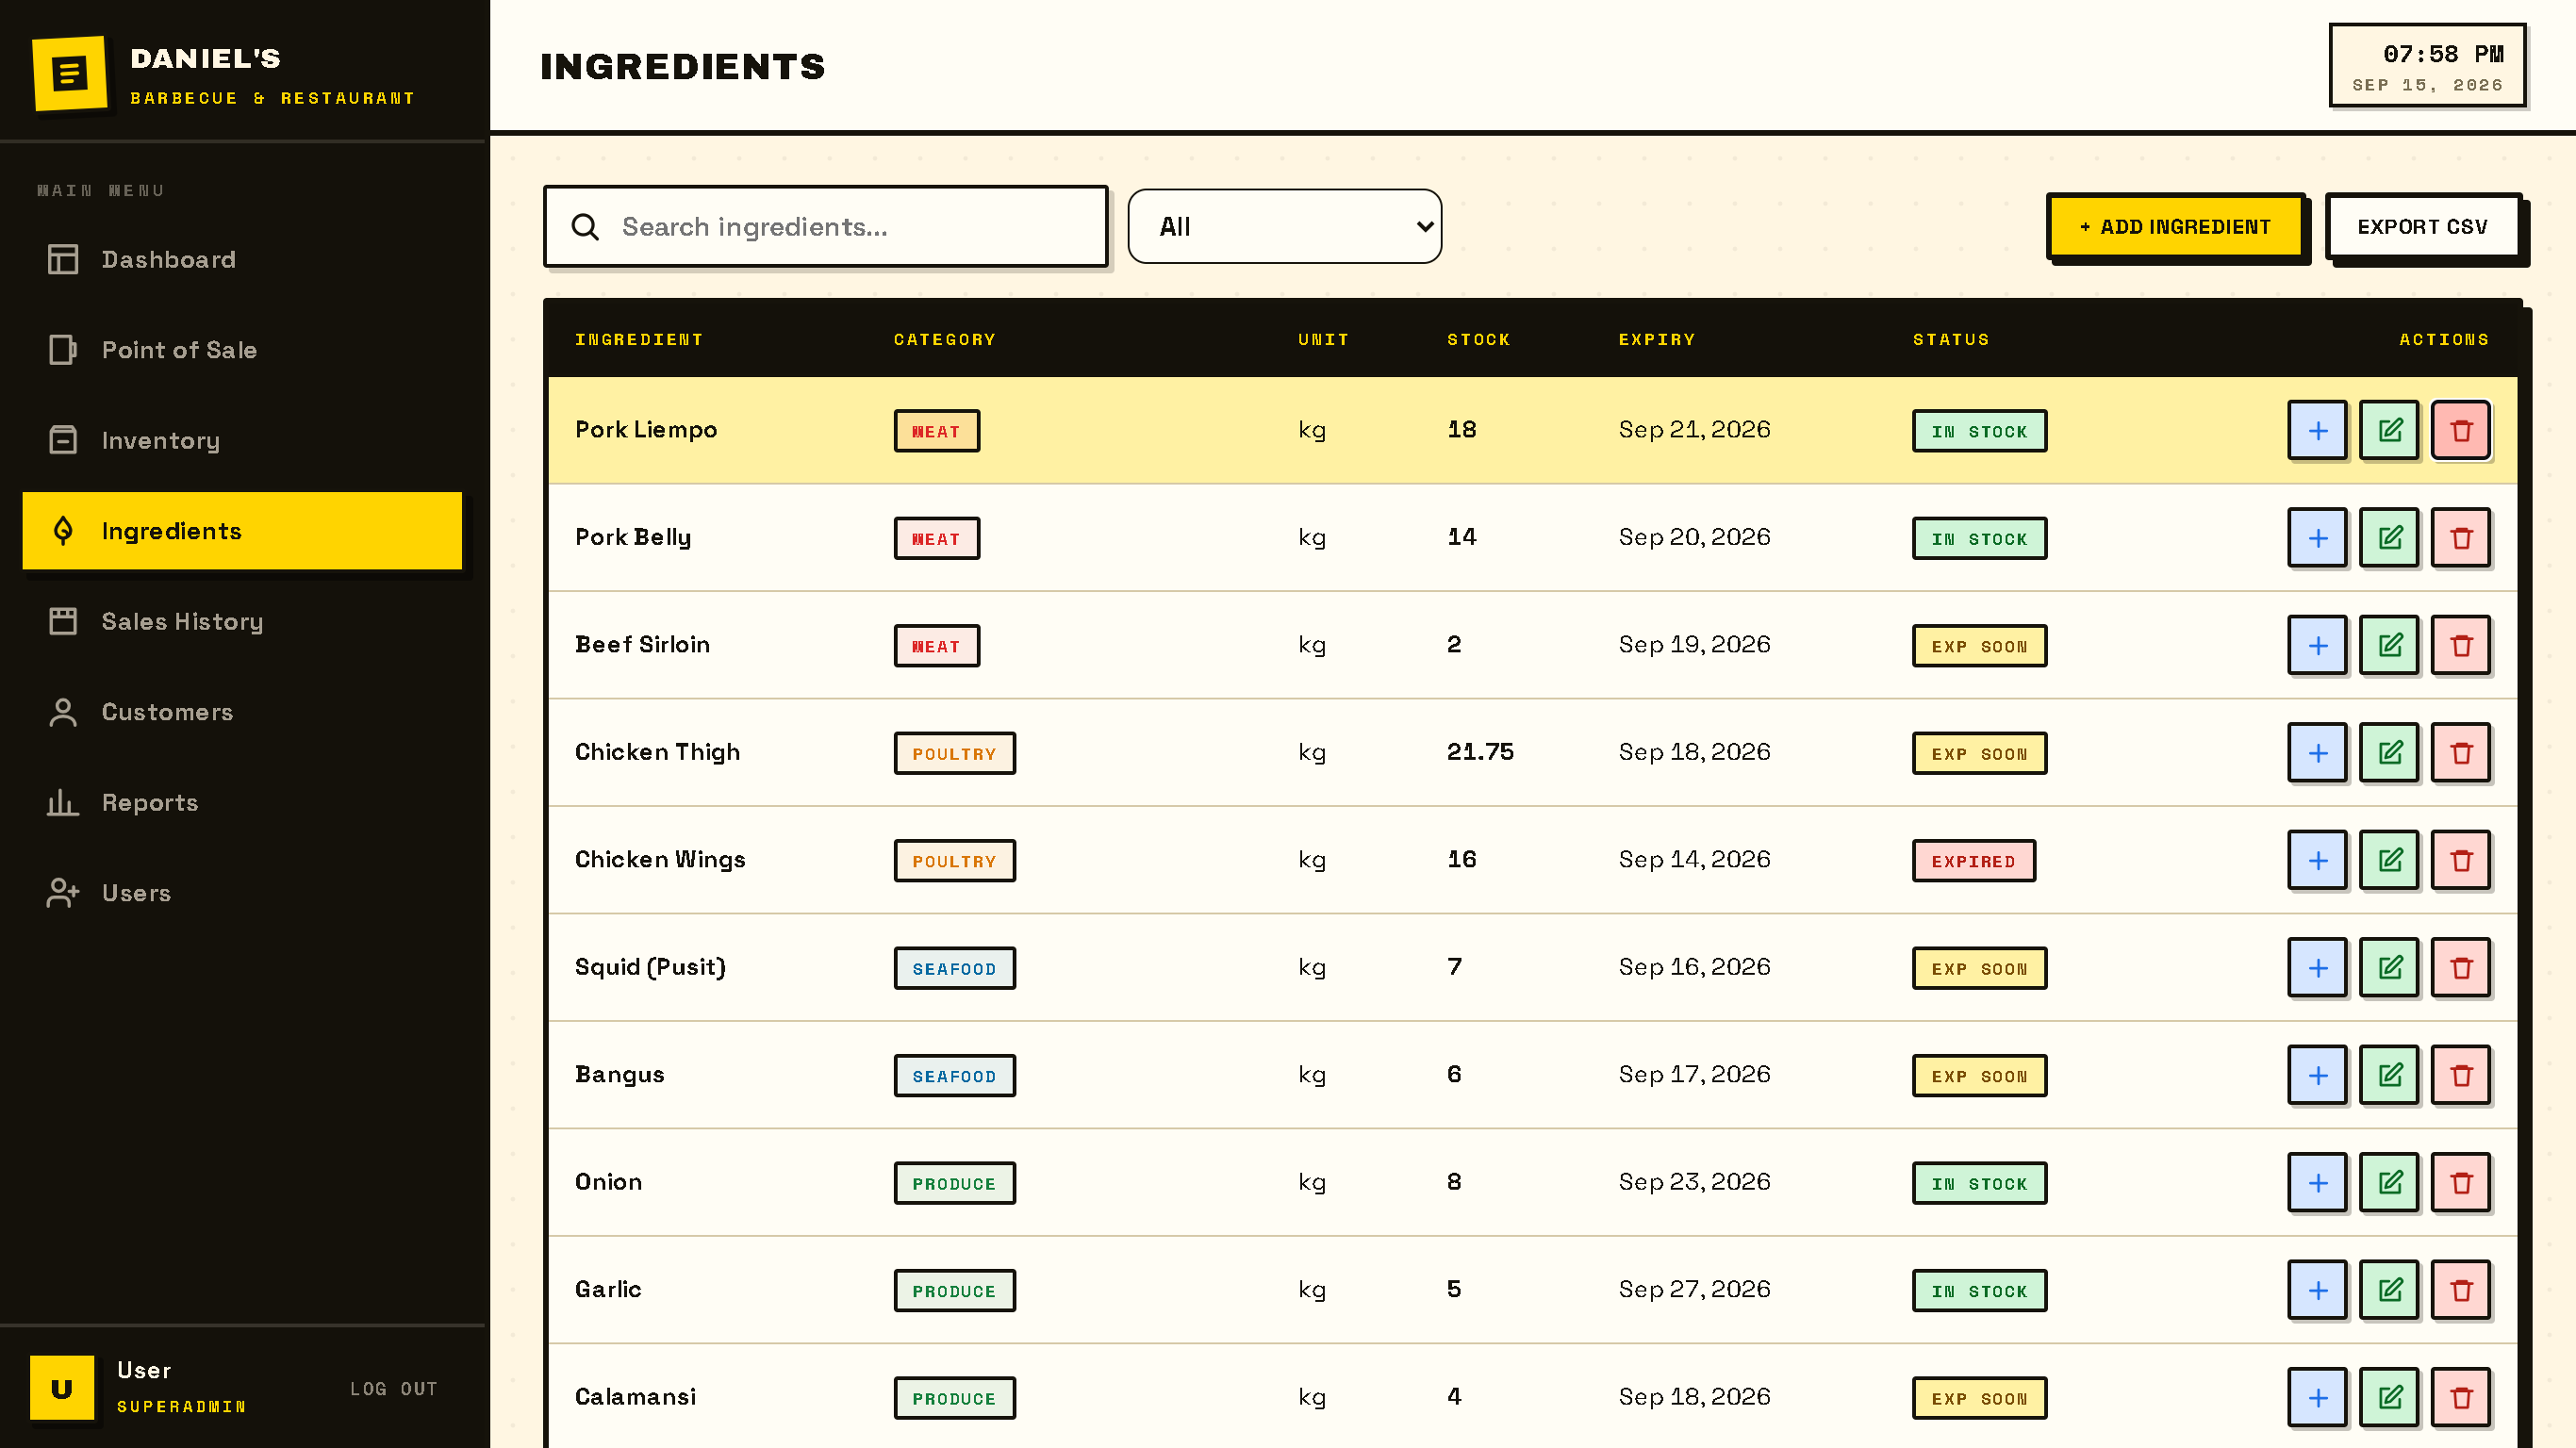 DANIEL'S
BARBECUE & RESTAURANT
MAIN MENU
Dashboard
Point of Sale
Inventory
Ingredients
Sales History
Customers
Reports
Users
U
User
SUPERADMIN
LOG OUT
INGREDIENTS
07:58 PM
SEP 15, 2026
Search ingredients...
All
+ ADD INGREDIENT
EXPORT CSV
INGREDIENT CATEGORY UNIT STOCK EXPIRY STATUS ACTIONS
Pork Liempo MEAT kg 18 Sep 21, 2026 IN STOCK
Pork Belly MEAT kg 14 Sep 20, 2026 IN STOCK
Beef Sirloin MEAT kg 2 Sep 19, 2026 EXP SOON
Chicken Thigh POULTRY kg 21.75 Sep 18, 2026 EXP SOON
Chicken Wings POULTRY kg 16 Sep 14, 2026 EXPIRED
Squid (Pusit) SEAFOOD kg 7 Sep 16, 2026 EXP SOON
Bangus SEAFOOD kg 6 Sep 17, 2026 EXP SOON
Onion PRODUCE kg 8 Sep 23, 2026 IN STOCK
Garlic PRODUCE kg 5 Sep 27, 2026 IN STOCK
Calamansi PRODUCE kg 4 Sep 18, 2026 EXP SOON